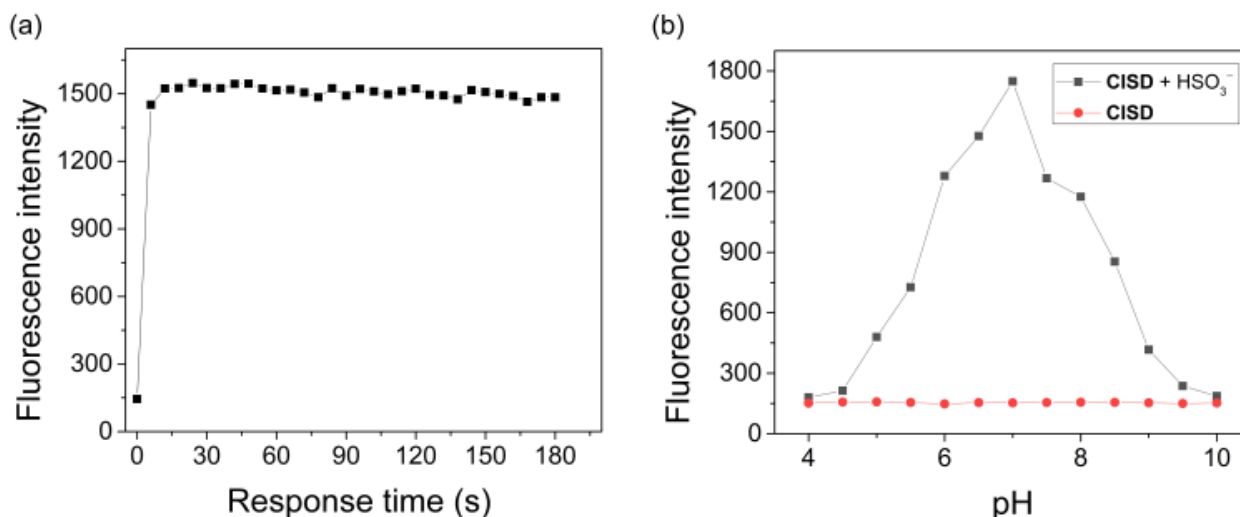 (a)
Fluorescence intensity
1500
1200
900
600
300
0
0 30 60 90 120 150 180
Response time (s)
(b)
Fluorescence intensity
1800
1500
1200
900
600
300
0
4 6 8 10
pH
CISD + HSO₃⁻
CISD